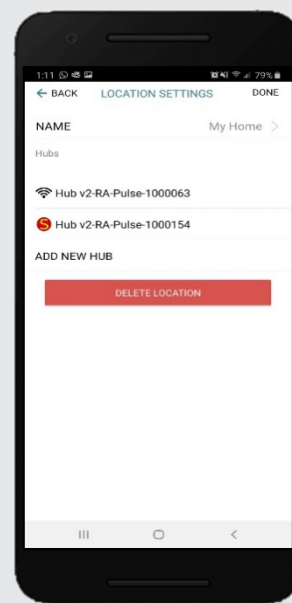 1:11 79%
← BACK LOCATION SETTINGS DONE
NAME My Home >
Hubs
Hub v2-RA-Pulse-1000063
S Hub v2-RA-Pulse-1000154
ADD NEW HUB
DELETE LOCATION